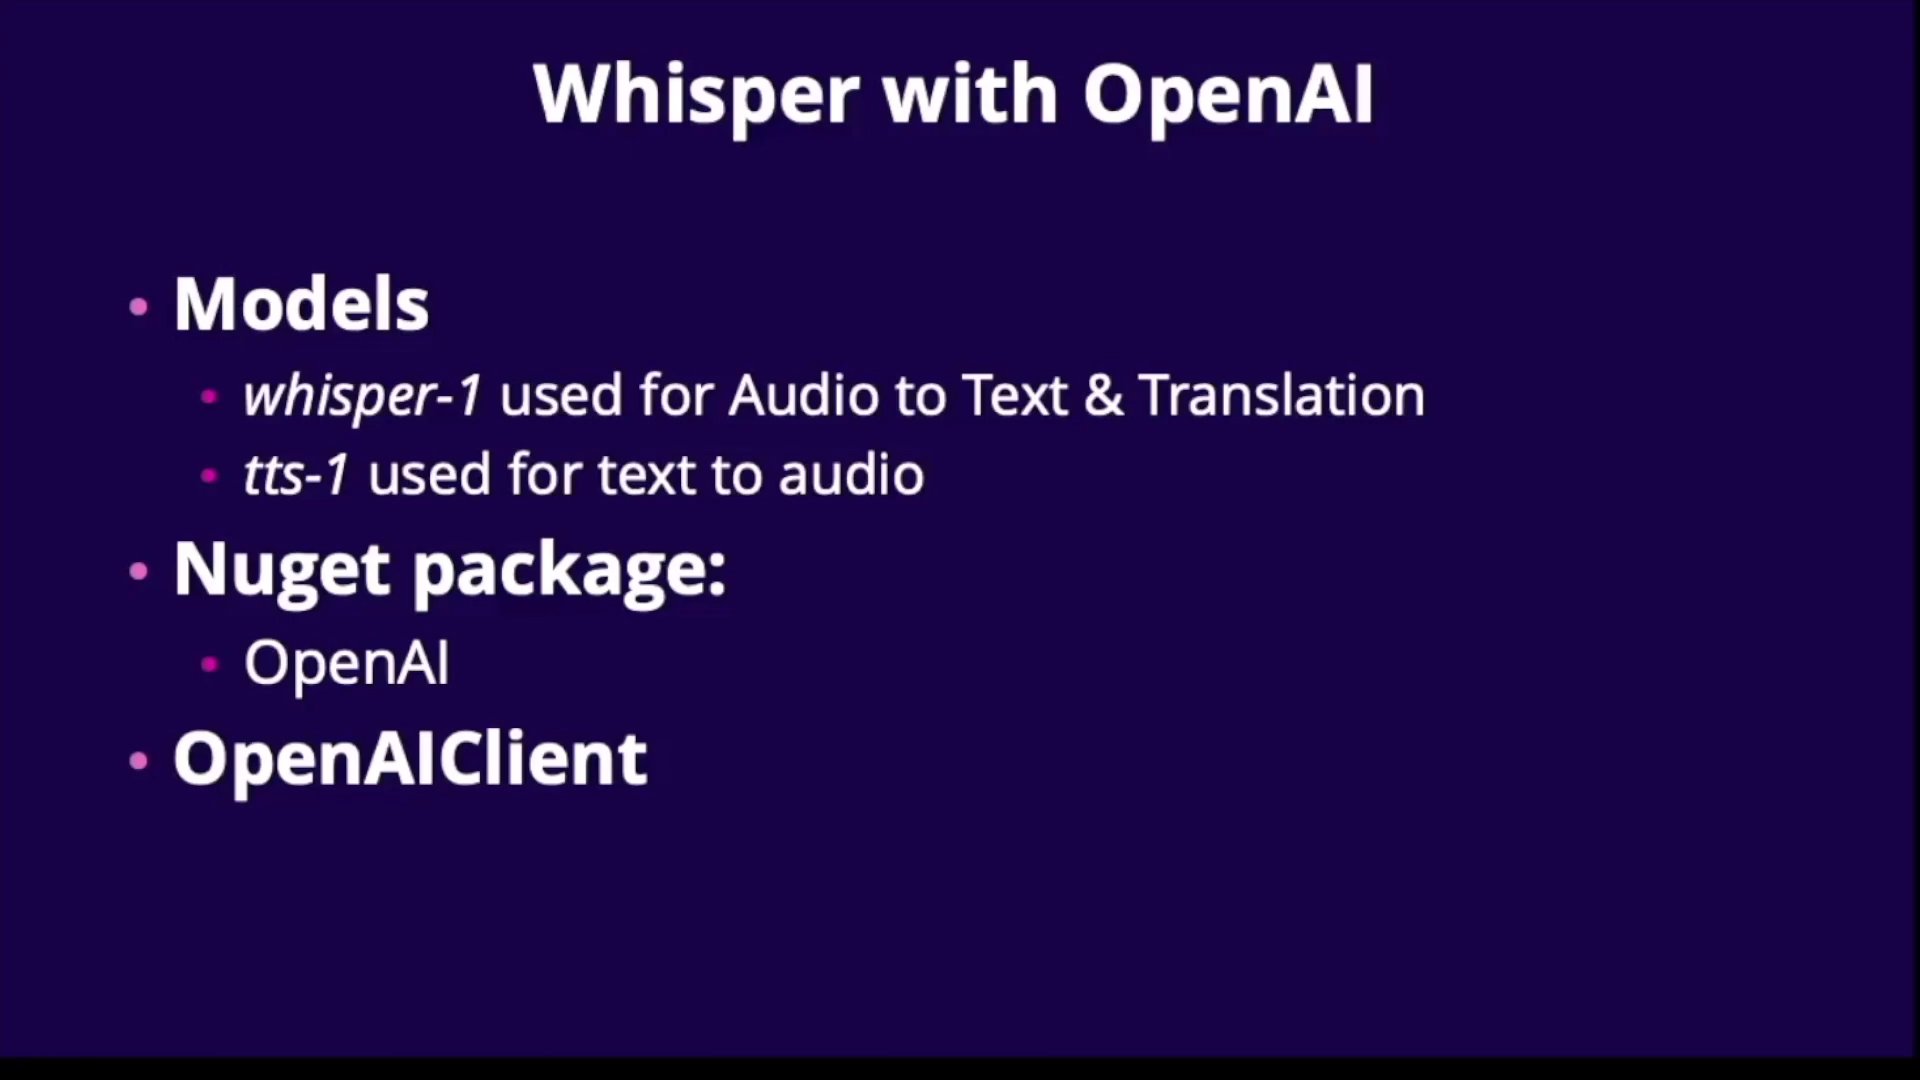 Whisper with OpenAI
• Models
• whisper-1 used for Audio to Text & Translation
• tts-1 used for text to audio
• Nuget package:
• OpenAI
• OpenAIClient